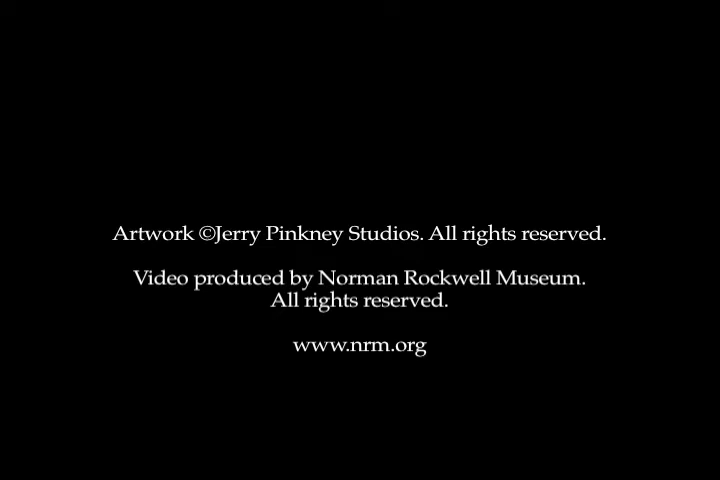 Artwork ©Jerry Pinkney Studios. All rights reserved.
Video produced by Norman Rockwell Museum.
All rights reserved.
www.nrm.org